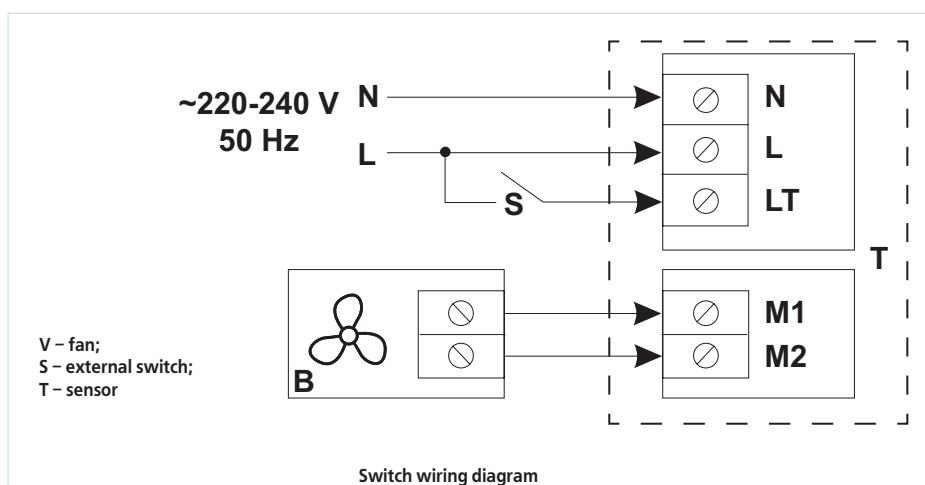 ~220-240 V
50 Hz
N
L
S
N
L
LT
T
M1
M2
B
V – fan;
S – external switch;
T – sensor
Switch wiring diagram